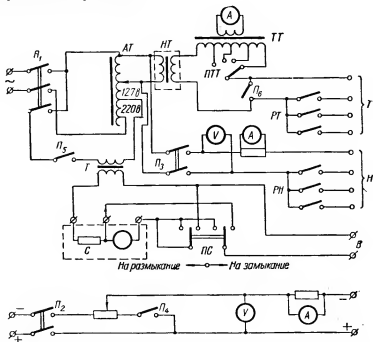 A
ТТ
П₁
АТ
НТ
~
ПТТ
П₆
127В
220В
РТ
Т
П₅
Т
П₃
V
А
РН
Н
В
С
ПС
На размыкание
На замыкание
−
П₂
П₄
V
А
−
+
+